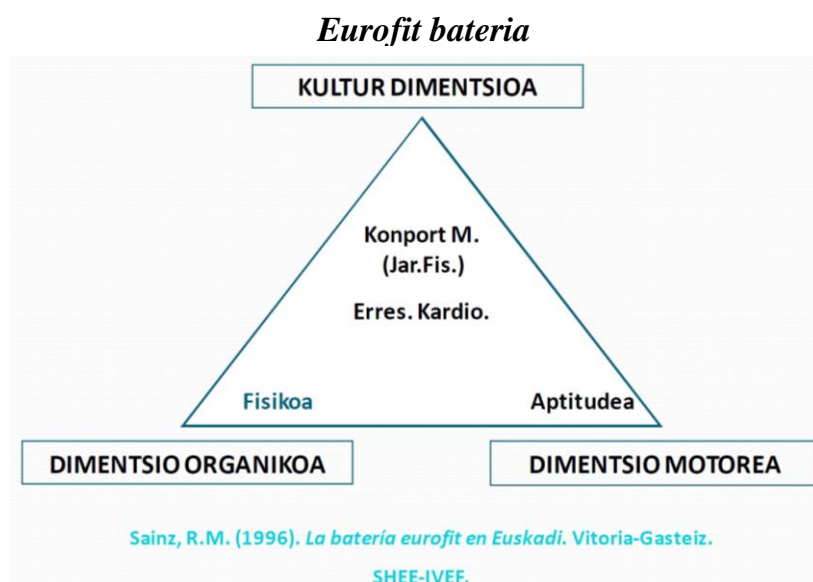 Eurofit bateria
KULTUR DIMENTSIOA
Konport M.
(Jar.Fis.)
Erres. Kardio.
Fisikoa Aptitudea
DIMENTSIO ORGANIKOA DIMENTSIO MOTOREA
Sainz, R.M. (1996). La batería eurofit en Euskadi. Vitoria-Gasteiz.
SHEE-IVEF.